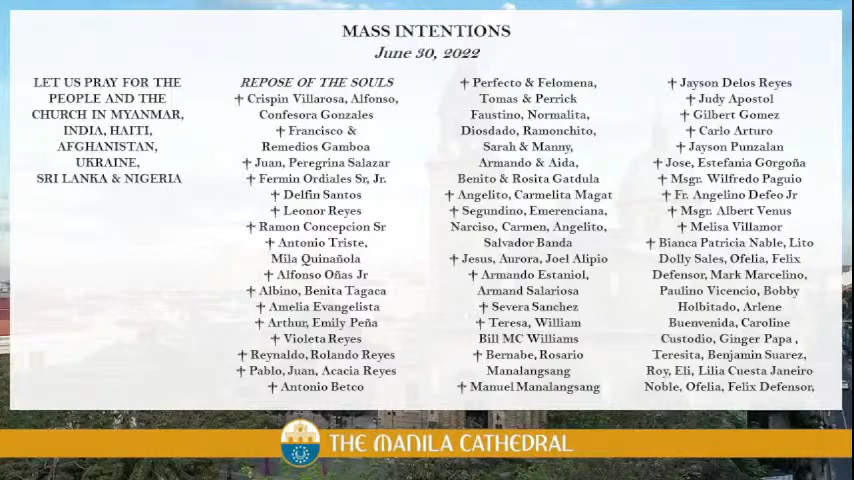 MASS INTENTIONS
June 30, 2022
LET US PRAY FOR THE
PEOPLE AND THE
CHURCH IN MYANMAR,
INDIA, HAITI,
AFGHANISTAN,
UKRAINE,
SRI LANKA & NIGERIA
REPOSE OF THE SOULS
† Crispin Villarosa, Alfonso,
Confesora Gonzales
† Francisco &
Remedios Gamboa
† Juan, Peregrina Salazar
† Fermin Ordiales Sr, Jr.
† Delfin Santos
† Leonor Reyes
† Ramon Concepcion Sr
† Antonio Triste,
Mila Quinañola
† Alfonso Oñas Jr
† Albino, Benita Tagaca
† Amelia Evangelista
† Arthur, Emily Peña
† Violeta Reyes
† Reynaldo, Rolando Reyes
† Pablo, Juan, Acacia Reyes
† Antonio Betco
† Perfecto & Felomena,
Tomas & Perrick
Faustino, Normalita,
Diosdado, Ramonchito,
Sarah & Manny,
Armando & Aida,
Benito & Rosita Gatdula
† Angelito, Carmelita Magat
† Segundino, Emerenciana,
Narciso, Carmen, Angelito,
Salvador Banda
† Jesus, Aurora, Joel Alipio
† Armando Estaniol,
Armand Salariosa
† Severa Sanchez
† Teresa, William
Bill MC Williams
† Bernabe, Rosario
Manalangsang
† Manuel Manalangsang
† Jayson Delos Reyes
† Judy Apostol
† Gilbert Gomez
† Carlo Arturo
† Jayson Punzalan
† Jose, Estefania Gorgoña
† Msgr. Wilfredo Paguio
† Fr. Angelino Defeo Jr
† Msgr. Albert Venus
† Melisa Villamor
† Bianca Patricia Nable, Lito
Dolly Sales, Ofelia, Felix
Defensor, Mark Marcelino,
Paulino Vicencio, Bobby
Holbitado, Arlene
Buenvenida, Caroline
Custodio, Ginger Papa ,
Teresita, Benjamin Suarez,
Roy, Eli, Lilia Cuesta Janeiro
Noble, Ofelia, Felix Defensor,
THE MANILA CATHEDRAL